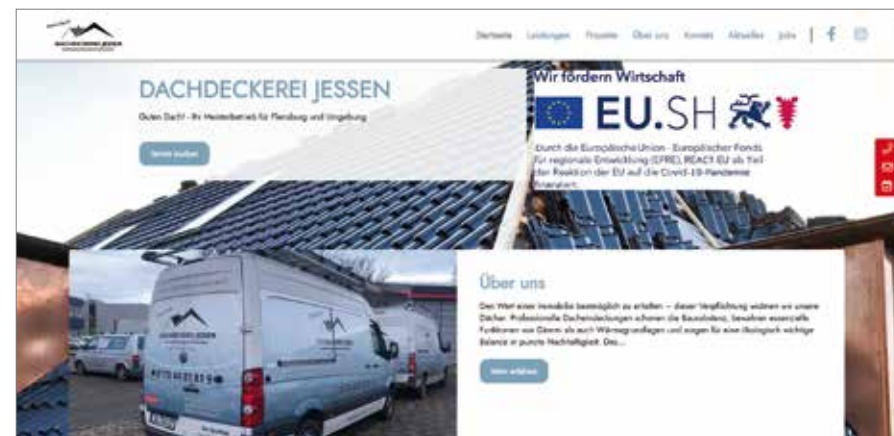 DACHDECKEREI JESSEN
Startseite Leistungen Projekte Über uns Kontakt Aktuelles Jobs
DACHDECKEREI JESSEN
Guten Dach! - Ihr Meisterbetrieb für Flensburg und Umgebung
Wir fördern Wirtschaft
EU.SH
Durch die Europäische Union - Europäischer Fonds
für regionale Entwicklung (EFRE), REACT-EU als Teil
der Reaktion der EU auf die Covid-19-Pandemie
finanziert.
DACHDECKEREI JESSEN
Über uns
Den Wert einer Immobilie bestmöglich zu erhalten – dieser Verpflichtung widmen wir unsere
Dächer. Professionelle Dacheindeckungen schonen die Bausubstanz, bewahren essenzielle
Funktionen von Dämm- als auch Wärmegrundlagen und sorgen für eine ökologisch wichtige
Balance in puncto Nachhaltigkeit. Das...
Mehr erfahren